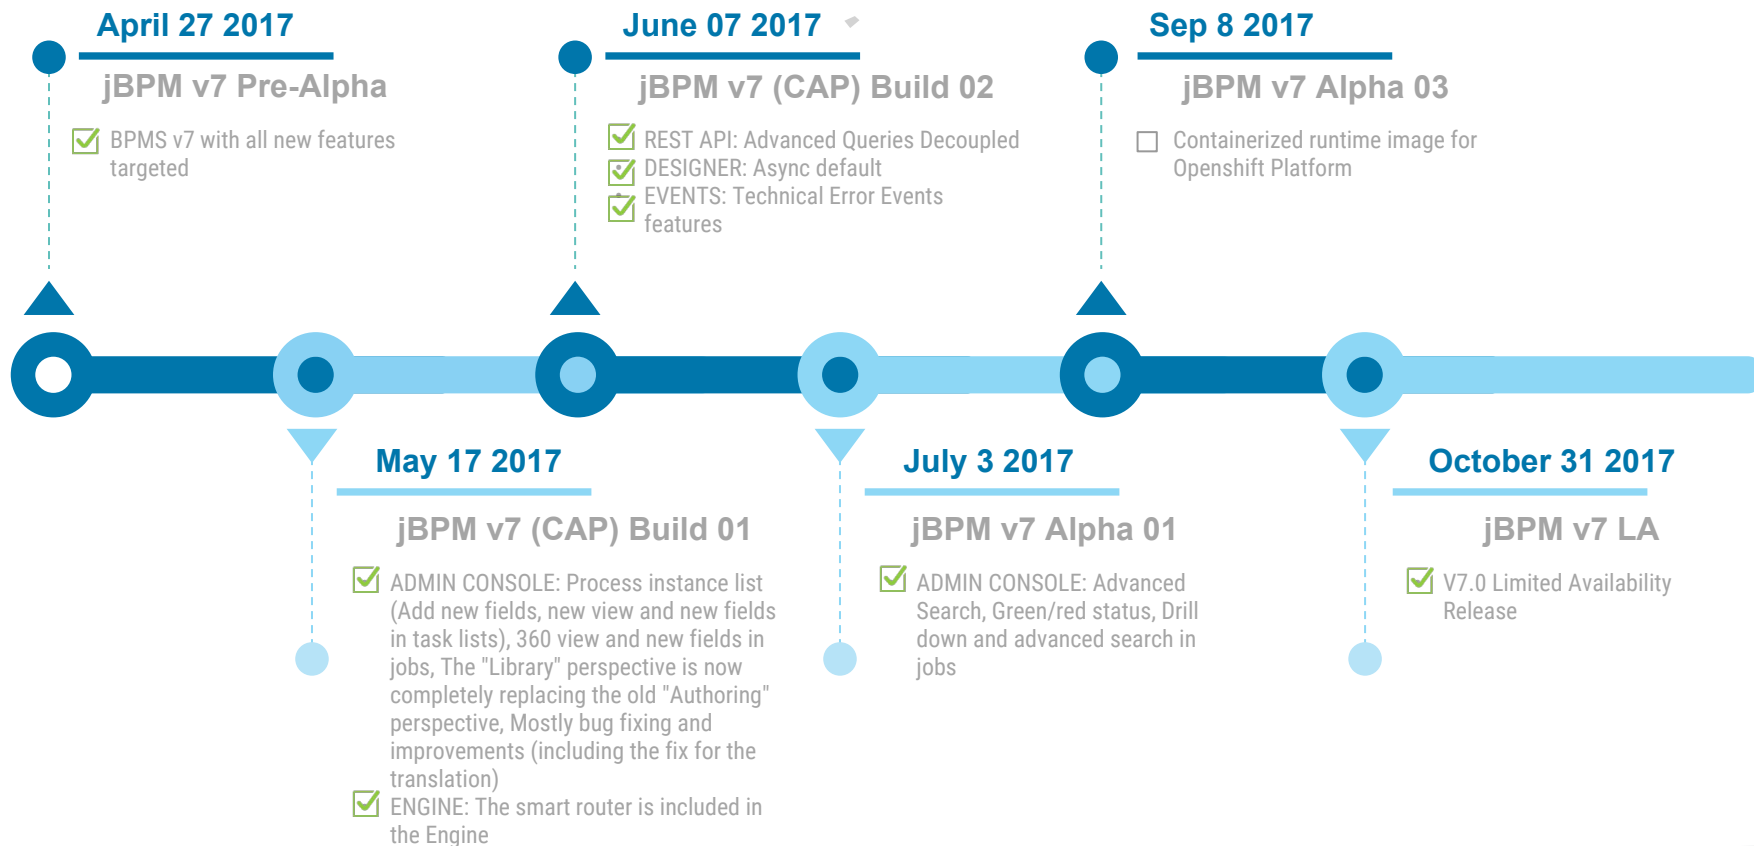 April 27 2017
jBPM v7 Pre-Alpha
BPMS v7 with all new features
targeted
June 07 2017
jBPM v7 (CAP) Build 02
REST API: Advanced Queries Decoupled
DESIGNER: Async default
EVENTS: Technical Error Events
features
Sep 8 2017
jBPM v7 Alpha 03
Containerized runtime image for
Openshift Platform
May 17 2017
jBPM v7 (CAP) Build 01
ADMIN CONSOLE: Process instance list
(Add new fields, new view and new fields
in task lists), 360 view and new fields in
jobs, The "Library" perspective is now
completely replacing the old "Authoring"
perspective, Mostly bug fixing and
improvements (including the fix for the
translation)
ENGINE: The smart router is included in
the Engine
July 3 2017
jBPM v7 Alpha 01
ADMIN CONSOLE: Advanced
Search, Green/red status, Drill
down and advanced search in
jobs
October 31 2017
jBPM v7 LA
V7.0 Limited Availability
Release